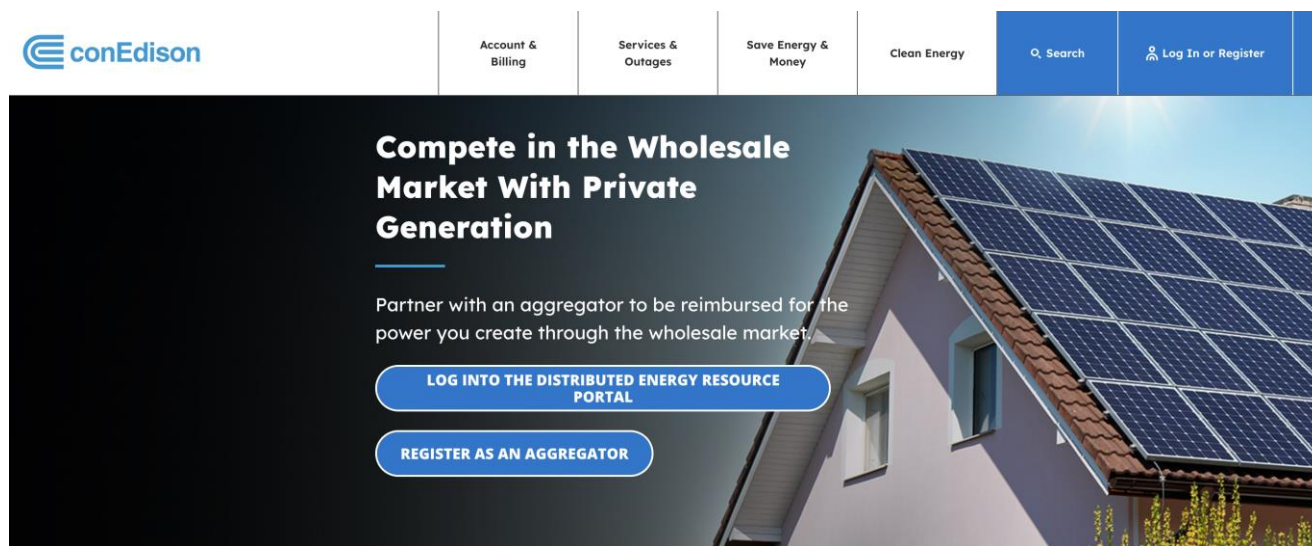 conEdison
Account &
Billing
Services &
Outages
Save Energy &
Money
Clean Energy
Search
Log In or Register
Compete in the Wholesale
Market With Private
Generation
Partner with an aggregator to be reimbursed for the
power you create through the wholesale market.
LOG INTO THE DISTRIBUTED ENERGY RESOURCE
PORTAL
REGISTER AS AN AGGREGATOR